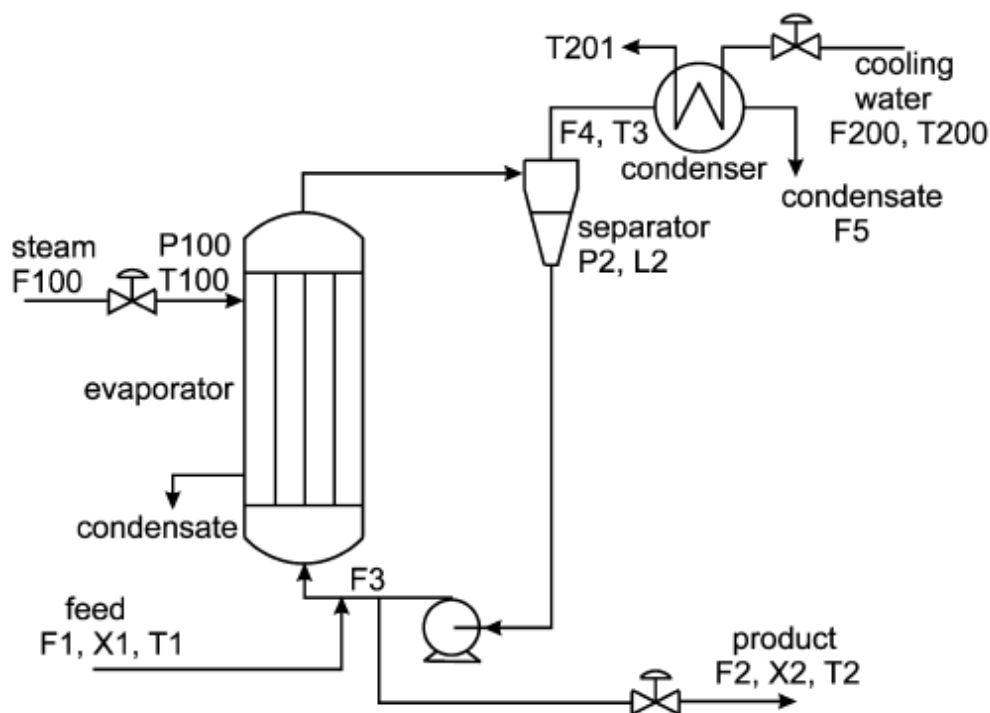 T201
cooling
water
F200, T200
F4, T3
condenser
condensate
F5
separator
P2, L2
steam
F100
P100
T100
evaporator
condensate
F3
feed
F1, X1, T1
product
F2, X2, T2